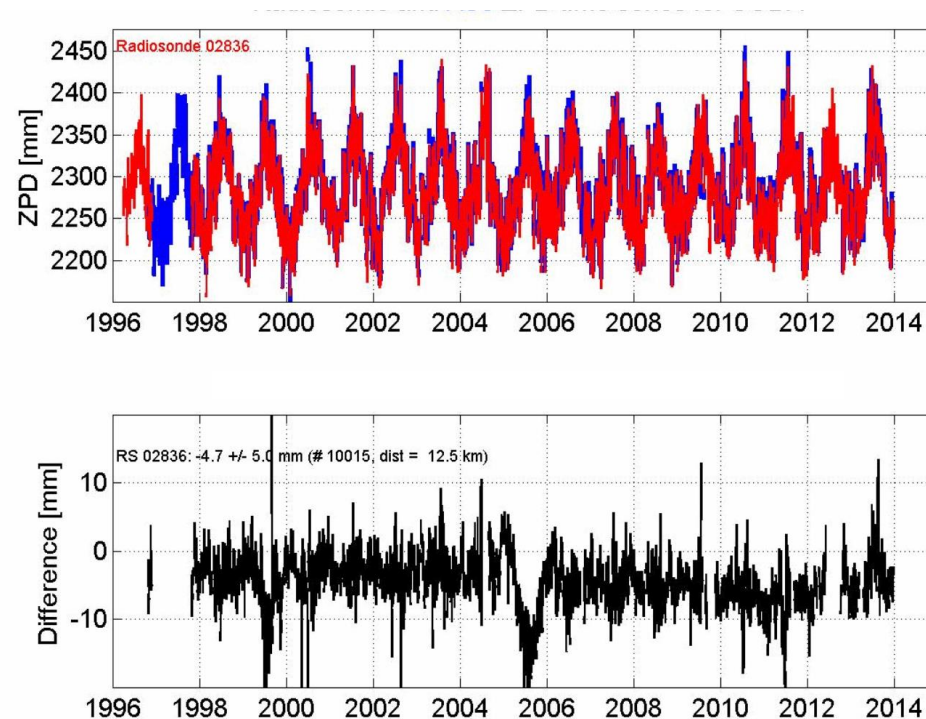 Radiosonde 02836
ZPD [mm]
2450
2400
2350
2300
2250
2200
1996 1998 2000 2002 2004 2006 2008 2010 2012 2014
RS 02836: -4.7 +/- 5.0 mm (# 10015, dist = 12.5 km)
Difference [mm]
10
0
-10
1996 1998 2000 2002 2004 2006 2008 2010 2012 2014